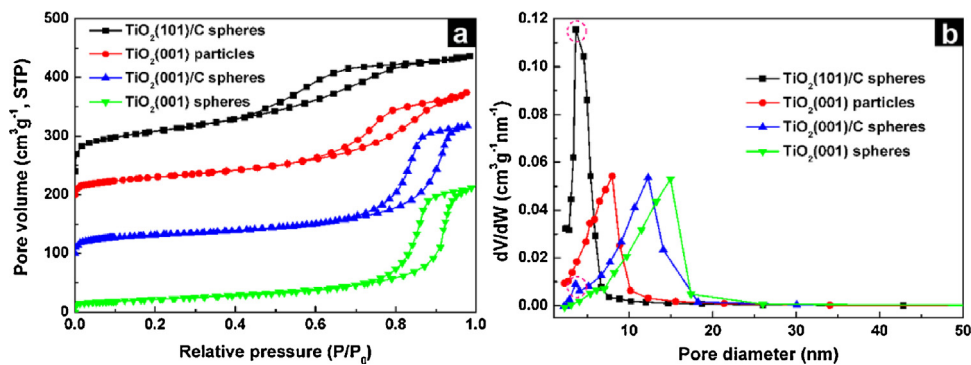 a
Pore volume (cm³g⁻¹, STP)
500
400
300
200
100
0
TiO₂(101)/C spheres
TiO₂(001) particles
TiO₂(001)/C spheres
TiO₂(001) spheres
0.0 0.2 0.4 0.6 0.8 1.0
Relative pressure (P/P₀)
b
dV/dW (cm³g⁻¹nm⁻¹)
0.12
0.10
0.08
0.06
0.04
0.02
0.00
TiO₂(101)/C spheres
TiO₂(001) particles
TiO₂(001)/C spheres
TiO₂(001) spheres
0 10 20 30 40 50
Pore diameter (nm)